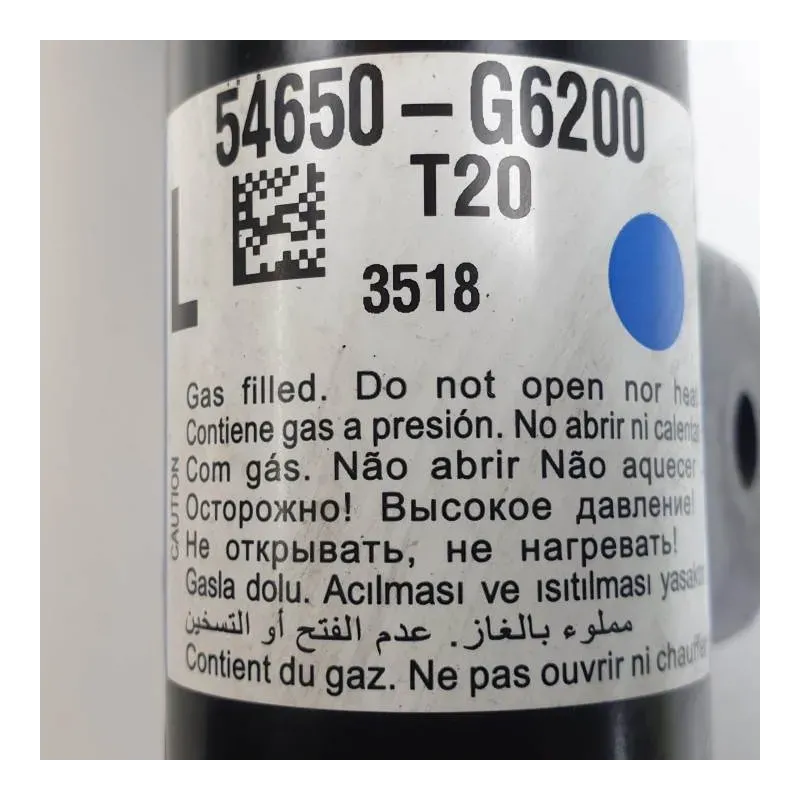 54650-G6200
T20
L
3518
Gas filled. Do not open nor heat
Contiene gas a presión. No abrir ni calentar
Com gás. Não abrir Não aquecer
CAUTION
Осторожно! Высокое давление!
Не открывать, не нагревать!
Gasla dolu. Acılması ve ısıtılması yasaktır
مملوء بالغاز. عدم الفتح أو التسخين
Contient du gaz. Ne pas ouvrir ni chauffer